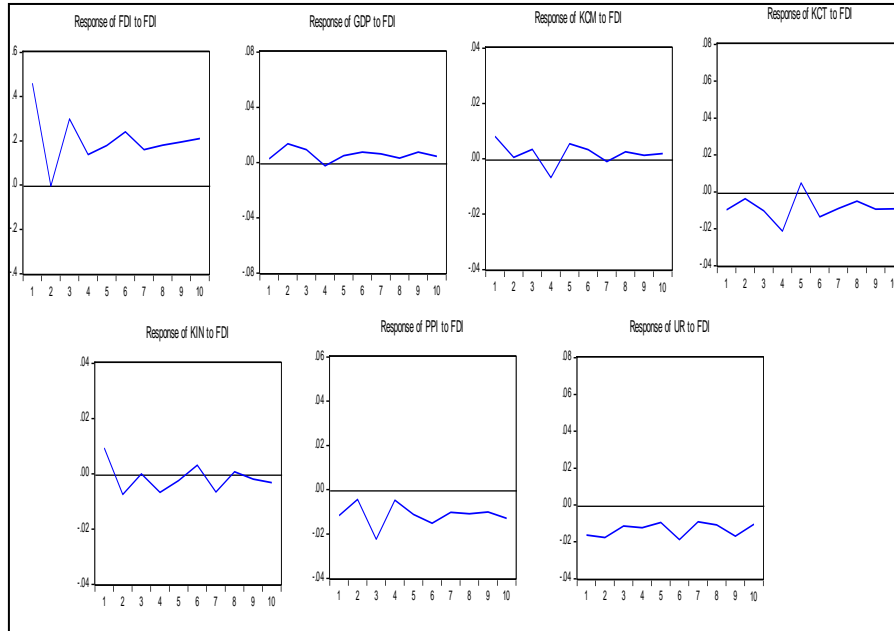 Response of FDI to FDI
.6
.4
.2
.0
-.2
-.4
1 2 3 4 5 6 7 8 9 10
Response of GDP to FDI
.08
.04
.00
-.04
-.08
1 2 3 4 5 6 7 8 9 10
Response of KCM to FDI
.04
.02
.00
-.02
-.04
1 2 3 4 5 6 7 8 9 10
Response of KCT to FDI
.08
.06
.04
.02
.00
-.02
-.04
1 2 3 4 5 6 7 8 9 10
Response of KIN to FDI
.04
.02
.00
-.02
-.04
1 2 3 4 5 6 7 8 9 10
Response of PPI to FDI
.06
.04
.02
.00
-.02
-.04
1 2 3 4 5 6 7 8 9 10
Response of UR to FDI
.08
.06
.04
.02
.00
-.02
-.04
1 2 3 4 5 6 7 8 9 10